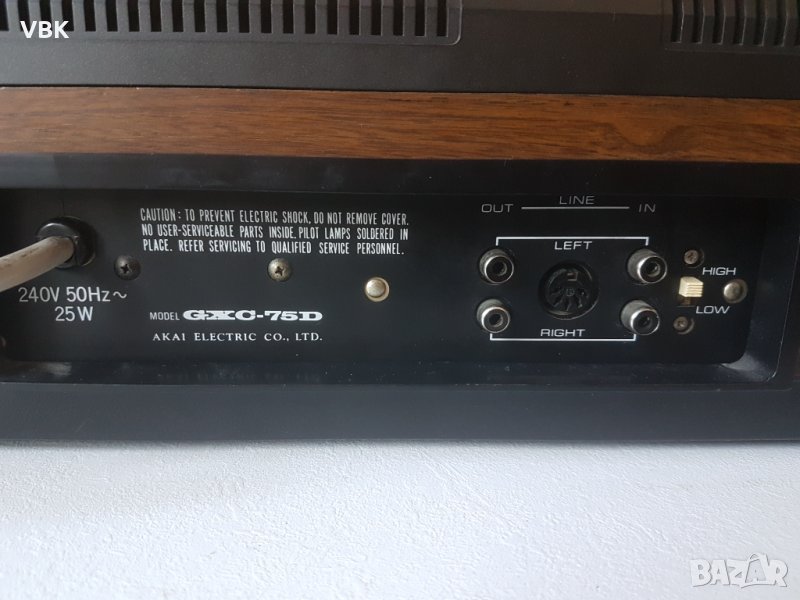 VBK
CAUTION: TO PREVENT ELECTRIC SHOCK, DO NOT REMOVE COVER.
NO USER-SERVICEABLE PARTS INSIDE. PILOT LAMPS SOLDERED IN
PLACE. REFER SERVICING TO QUALIFIED SERVICE PERSONNEL.
240V 50Hz～
25W
MODEL GXC-75D
AKAI ELECTRIC CO., LTD.
OUT LINE IN
LEFT
RIGHT
HIGH
LOW
BAZAR